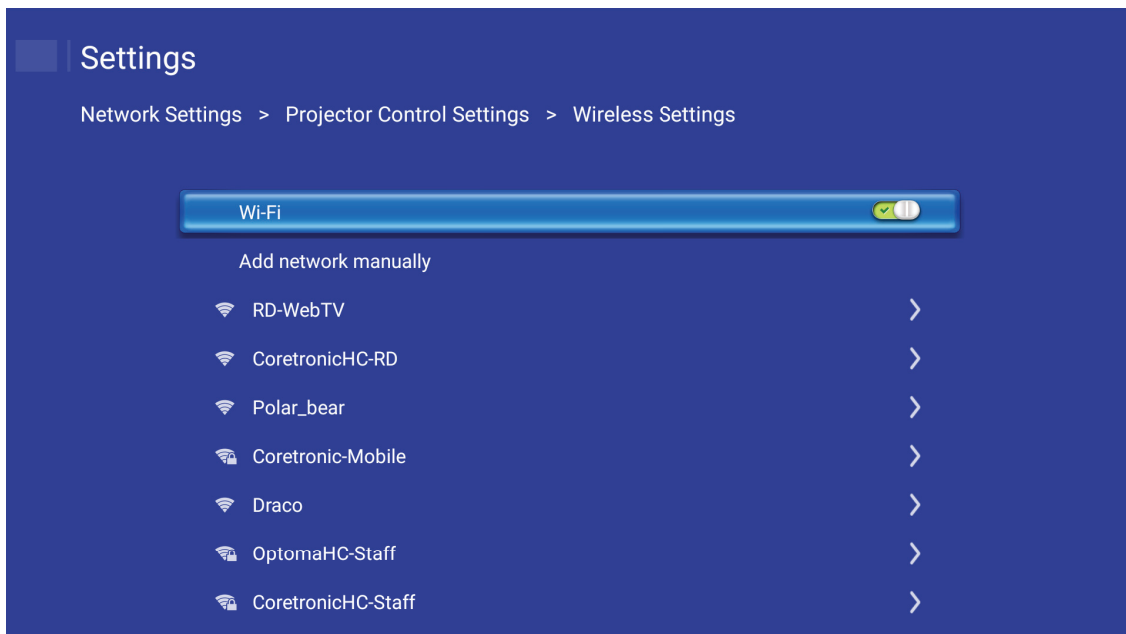 Settings
Network Settings > Projector Control Settings > Wireless Settings
Wi-Fi
Add network manually
RD-WebTV
CoretronicHC-RD
Polar_bear
Coretronic-Mobile
Draco
OptomaHC-Staff
CoretronicHC-Staff